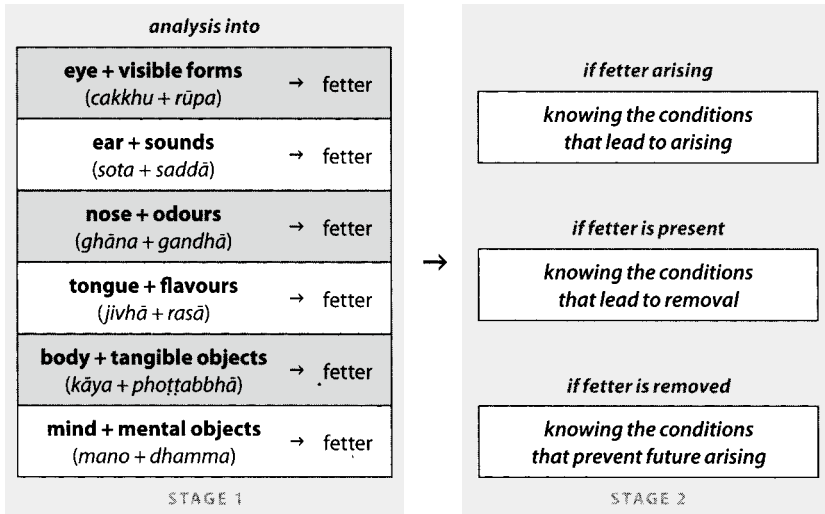 analysis into
eye + visible forms
(cakkhu + rūpa)
→ fetter
ear + sounds
(sota + saddā)
→ fetter
nose + odours
(ghāna + gandhā)
→ fetter
tongue + flavours
(jivhā + rasā)
→ fetter
body + tangible objects
(kāya + phoṭṭabbhā)
→ fetter
mind + mental objects
(mano + dhamma)
→ fetter
STAGE 1
→
if fetter arising
knowing the conditions
that lead to arising
if fetter is present
knowing the conditions
that lead to removal
if fetter is removed
knowing the conditions
that prevent future arising
STAGE 2